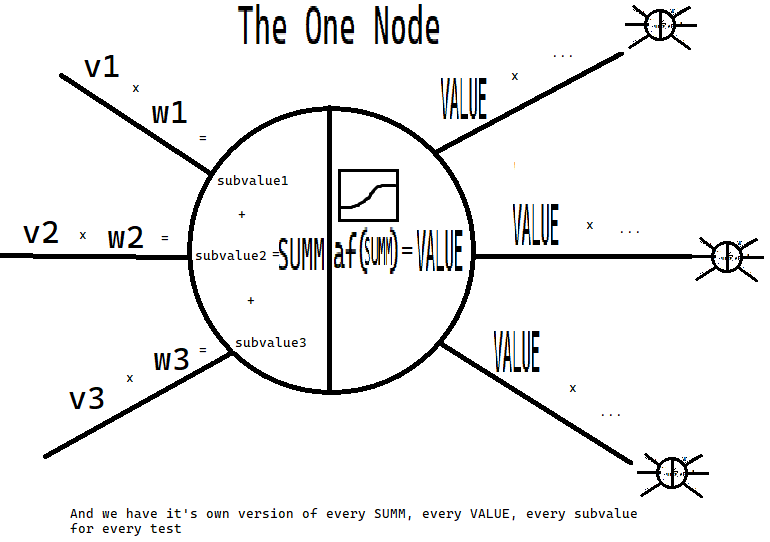 The One Node
v1 x w1 =
v2 x w2 =
v3 x w3 =
subvalue1
+
subvalue2 =SUMM
+
subvalue3
af(SUMM)=VALUE
VALUE x ...
VALUE x ...
VALUE x ...
And we have it's own version of every SUMM, every VALUE, every subvalue
for every test